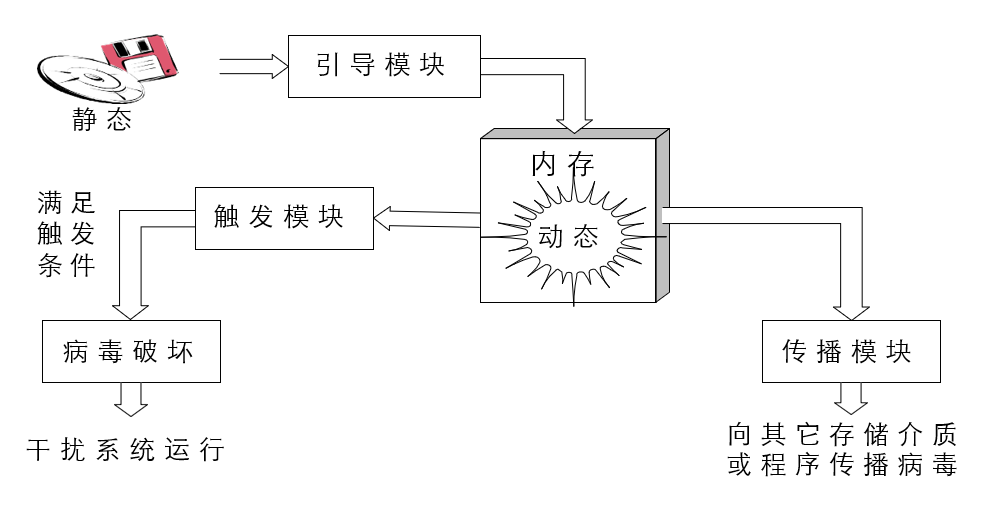 引导模块
静态
内存
动态
触发模块
满足
触发
条件
病毒破坏
干扰系统运行
传播模块
向其它存储介质
或程序传播病毒